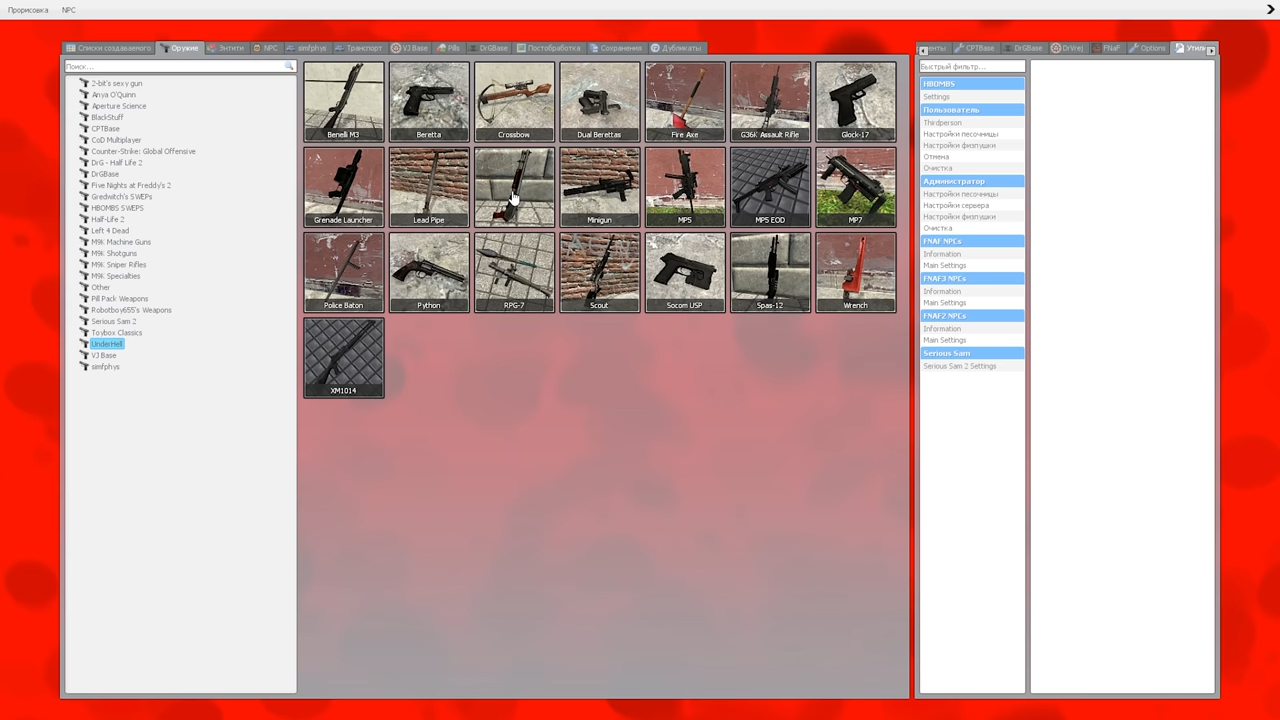 Прорисовка NPC
Списки создаваемого Оружие Энтити NPC simfphys Транспорт VJ Base Pills DrGBase Постобработка Сохранения Дубликаты
енты CPTBase DrGBase DrVrej FNaF Options Утили
Поиск...
2-bit's sexy gun
Anya O'Quinn
Aperture Science
BlackStuff
CPTBase
CoD Multiplayer
Counter-Strike: Global Offensive
DrG - Half Life 2
DrGBase
Five Nights at Freddy's 2
Gredwitch's SWEPs
HBOMBS SWEPS
Half-Life 2
Left 4 Dead
M9K Machine Guns
M9K Shotguns
M9K Sniper Rifles
M9K Specialties
Other
Pill Pack Weapons
Robotboy655's Weapons
Serious Sam 2
Toybox Classics
UnderHell
VJ Base
simfphys
Benelli M3 Beretta Crossbow Dual Berettas Fire Axe G36K Assault Rifle Glock-17
Grenade Launcher Lead Pipe Minigun MP5 MP5 EOD MP7
Police Baton Python RPG-7 Scout Socom USP Spas-12 Wrench
XM1014
Быстрый фильтр...
HBOMBS
Settings
Пользователь
Thirdperson
Настройки песочницы
Настройки физпушки
Отмена
Очистка
Администратор
Настройки песочницы
Настройки сервера
Настройки физпушки
Очистка
FNAF NPCs
Information
Main Settings
FNAF3 NPCs
Information
Main Settings
FNAF2 NPCs
Information
Main Settings
Serious Sam
Serious Sam 2 Settings